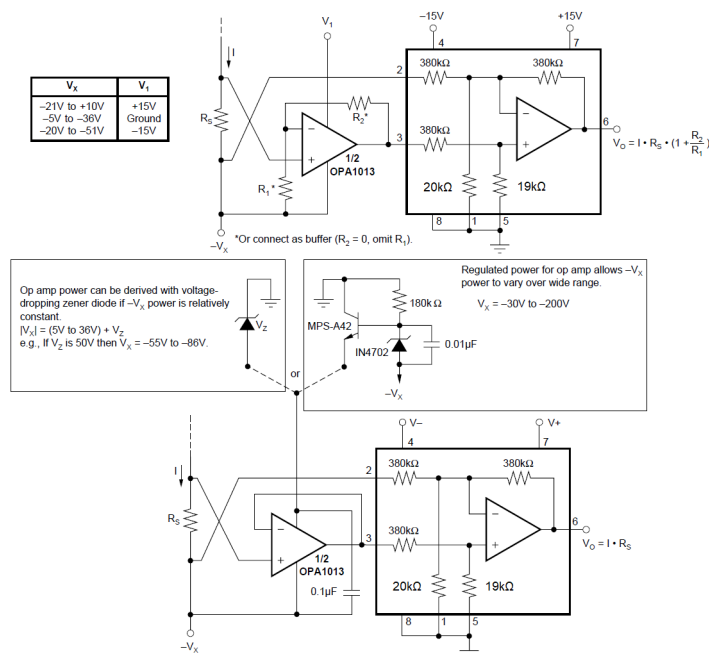 V1
–15V
+15V
I
4
7
VX
V1
–21V to +10V
+15V
–5V to –36V
Ground
–20V to –51V
–15V
2
380kΩ
380kΩ
RS
R2*
–
+
3
380kΩ
–
+
6
VO = I • RS • (1 + R2/R1)
1/2
OPA1013
R1*
20kΩ
19kΩ
8
1
5
–VX
*Or connect as buffer (R2 = 0, omit R1).
Op amp power can be derived with voltage-
dropping zener diode if –VX power is relatively
constant.
|VX| = (5V to 36V) + VZ
e.g., If VZ is 50V then VX = –55V to –86V.
VZ
or
Regulated power for op amp allows –VX
power to vary over wide range.
VX = –30V to –200V
180kΩ
MPS-A42
IN4702
0.01µF
–VX
V–
V+
4
7
I
2
380kΩ
380kΩ
RS
–
+
3
380kΩ
–
+
6
VO = I • RS
1/2
OPA1013
0.1µF
20kΩ
19kΩ
8
1
5
–VX